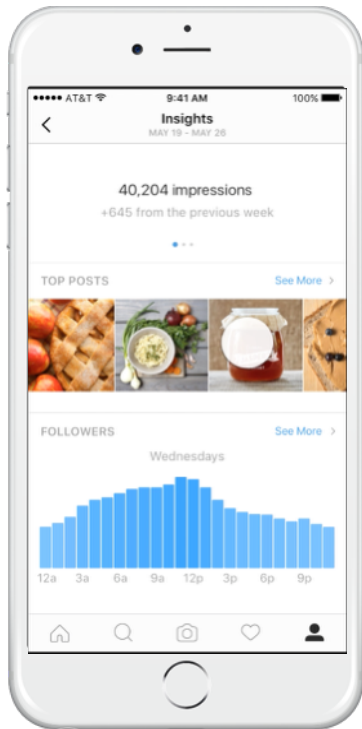 AT&T 9:41 AM 100%
Insights
MAY 19 - MAY 26
40,204 impressions
+645 from the previous week
TOP POSTS See More >
FOLLOWERS See More >
Wednesdays
12a 3a 6a 9a 12p 3p 6p 9p